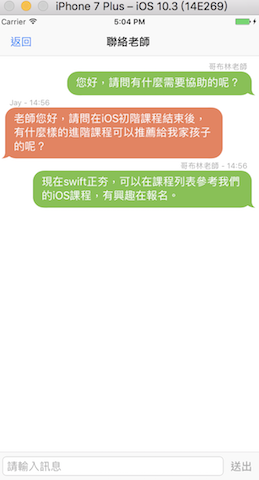 iPhone 7 Plus – iOS 10.3 (14E269)
Carrier 5:04 PM
返回 聯絡老師
哥布林老師
您好，請問有什麼需要協助的呢？
Jay - 14:56
老師您好，請問在iOS初階課程結束後，
有什麼樣的進階課程可以推薦給我家孩子
的呢？
哥布林老師 - 14:56
現在swift正夯，可以在課程列表參考我們
的iOS課程，有興趣在報名。
請輸入訊息 送出